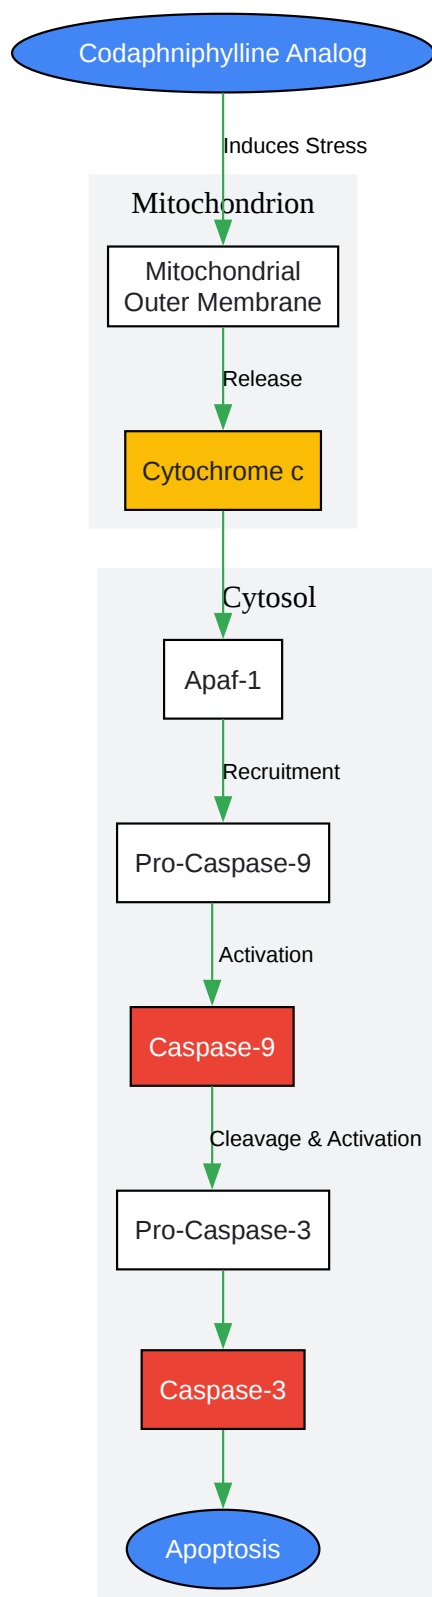 Codaphniphylline Analog
Induces Stress
Mitochondrion
Mitochondrial
Outer Membrane
Release
Cytochrome c
Cytosol
Apaf-1
Recruitment
Pro-Caspase-9
Activation
Caspase-9
Cleavage & Activation
Pro-Caspase-3
Caspase-3
Apoptosis